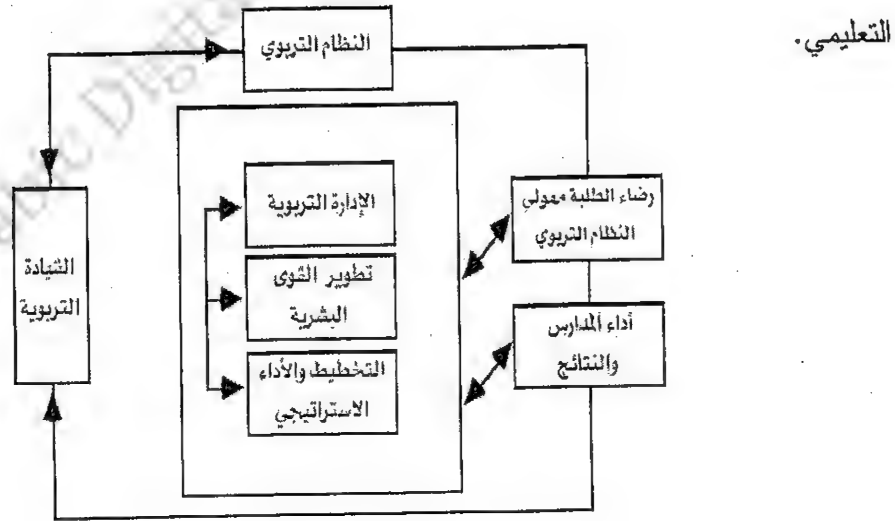 التعليمي.
النظام التربوي
رضاء الطلبة معولي
النظام التربوي
أداء المدارس
والنتائج
الإدارة التربوية
تطوير القوى
البشرية
التخطيط والأداء
الاستراتيجي
القيادة
التربوية